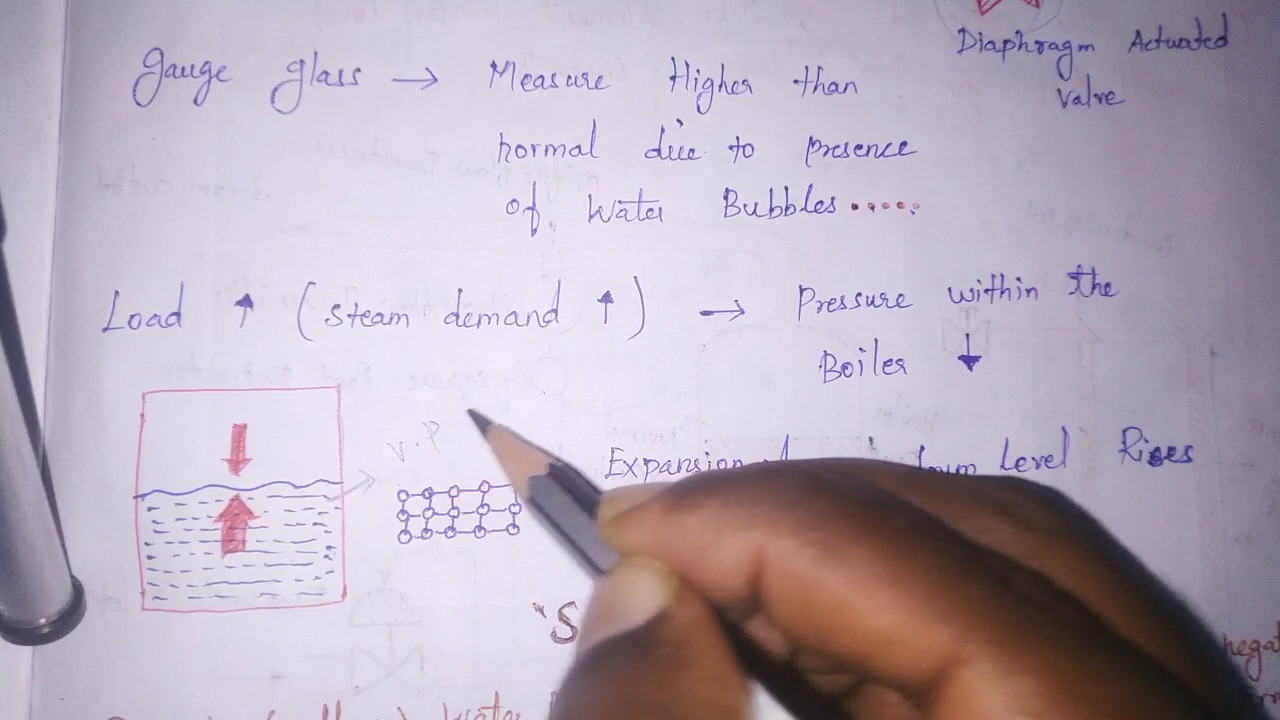 Diaphragm Actuated
Valve
Gauge Glass → Measure Higher than
normal due to presence
of Water Bubbles.....
Load ↑ (Steam demand ↑) → Pressure within the
Boiler ↓
V.P
Expansion Level Rises
"S
Water